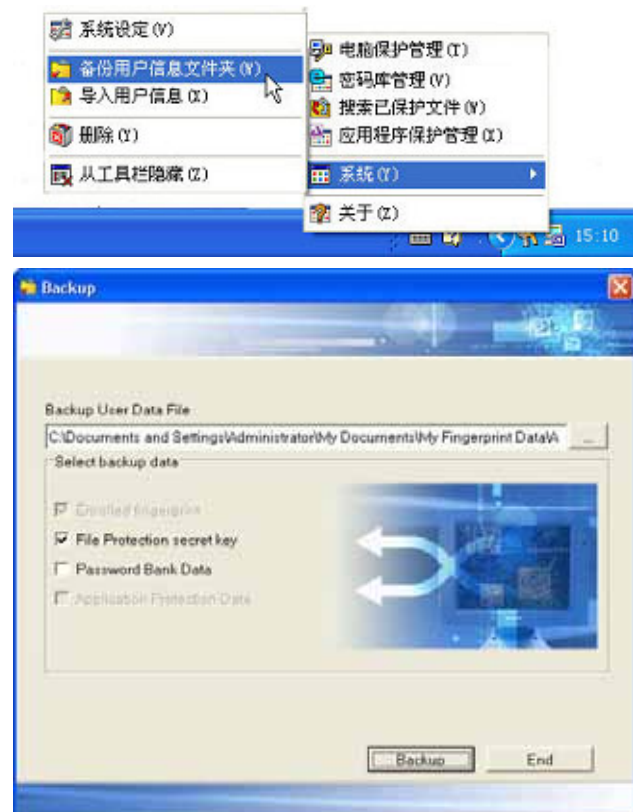 系统设定(V)
备份用户信息文件夹(W)
导入用户信息(X)
删除(Y)
从工具栏隐藏(Z)
电脑保护管理(T)
密码库管理(V)
搜索已保护文件(W)
应用程序保护管理(X)
系统(Y)
关于(Z)
15:10
Backup
Backup User Data File
C:\Documents and Settings\Administrator\My Documents\My Fingerprint Data\A
...
Select backup data
Enrolled fingerprint
File Protection secret key
Password Bank Data
Application Protection Data
Backup
End